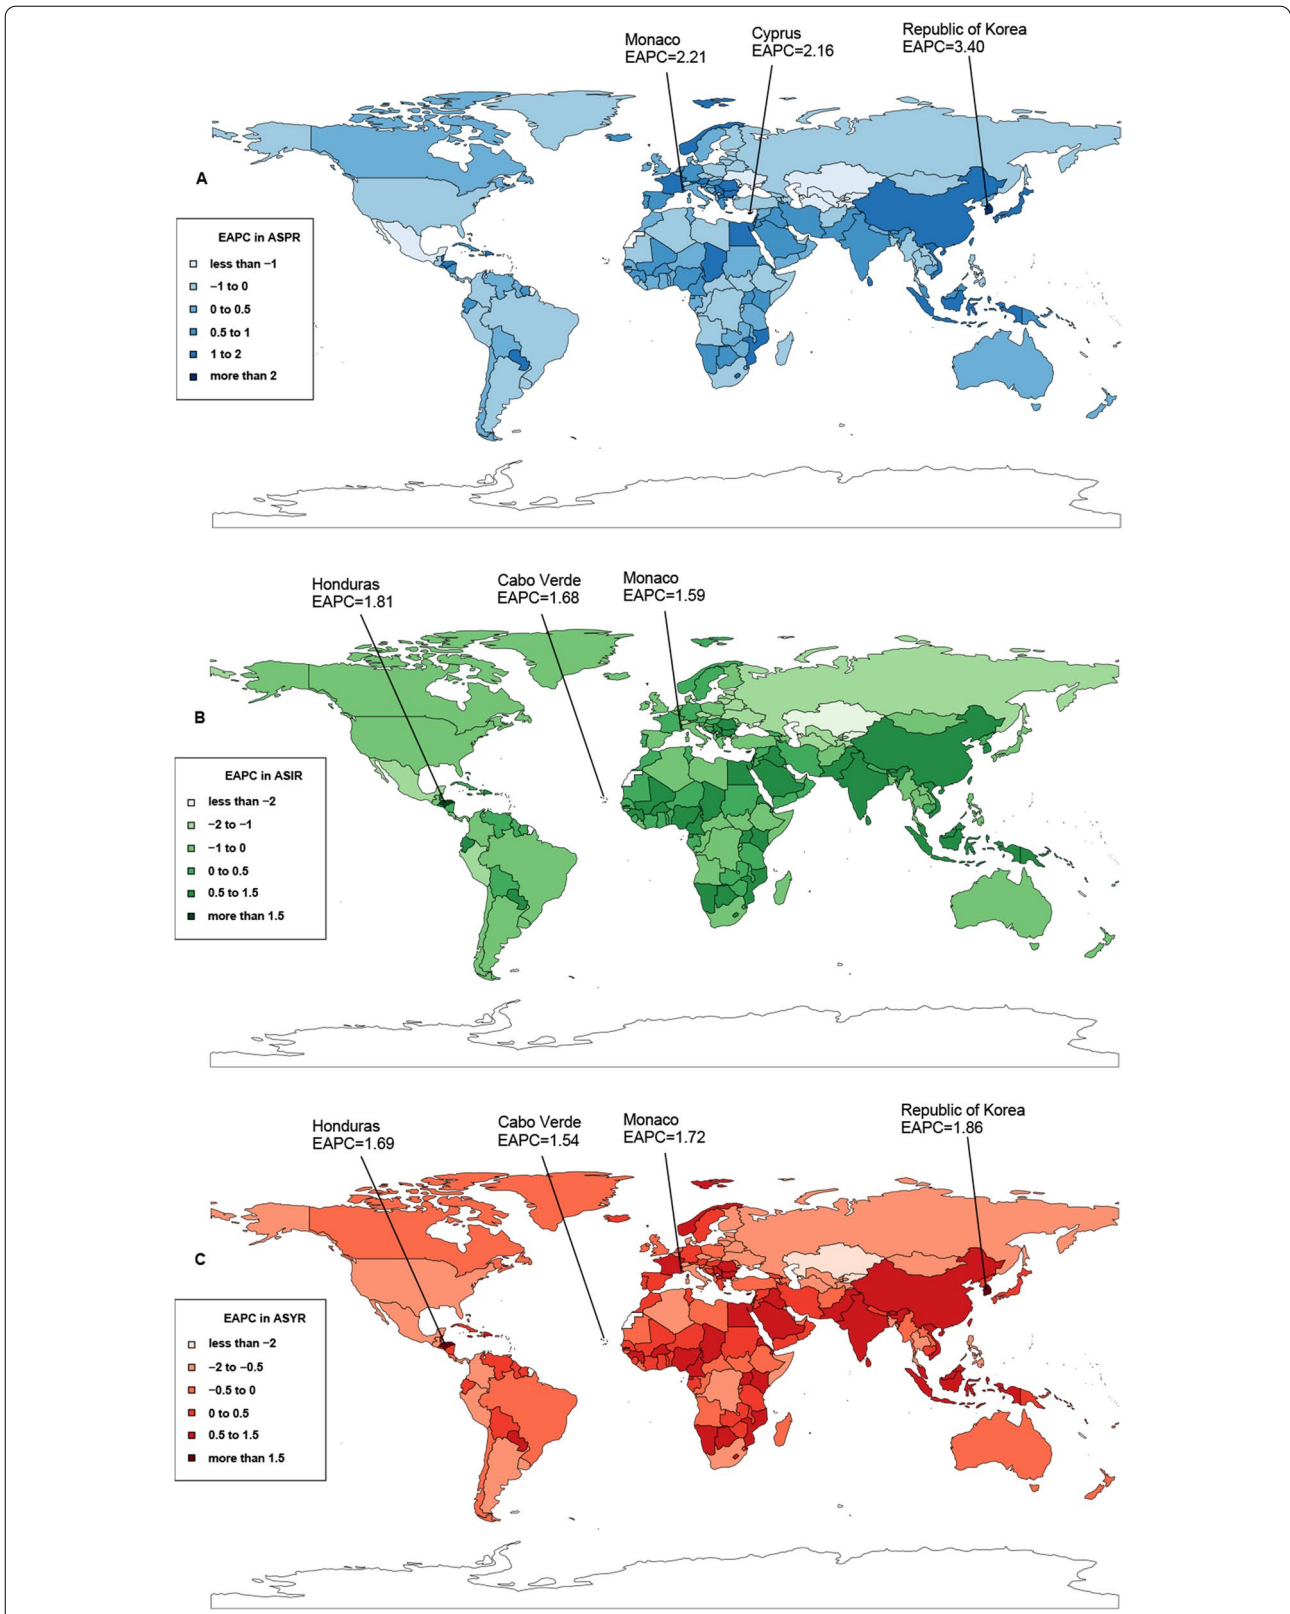 Monaco
EAPC=2.21
Cyprus
EAPC=2.16
Republic of Korea
EAPC=3.40
A
EAPC in ASPR
less than −1
−1 to 0
0 to 0.5
0.5 to 1
1 to 2
more than 2
Honduras
EAPC=1.81
Cabo Verde
EAPC=1.68
Monaco
EAPC=1.59
B
EAPC in ASIR
less than −2
−2 to −1
−1 to 0
0 to 0.5
0.5 to 1.5
more than 1.5
Honduras
EAPC=1.69
Cabo Verde
EAPC=1.54
Monaco
EAPC=1.72
Republic of Korea
EAPC=1.86
C
EAPC in ASYR
less than −2
−2 to −0.5
−0.5 to 0
0 to 0.5
0.5 to 1.5
more than 1.5